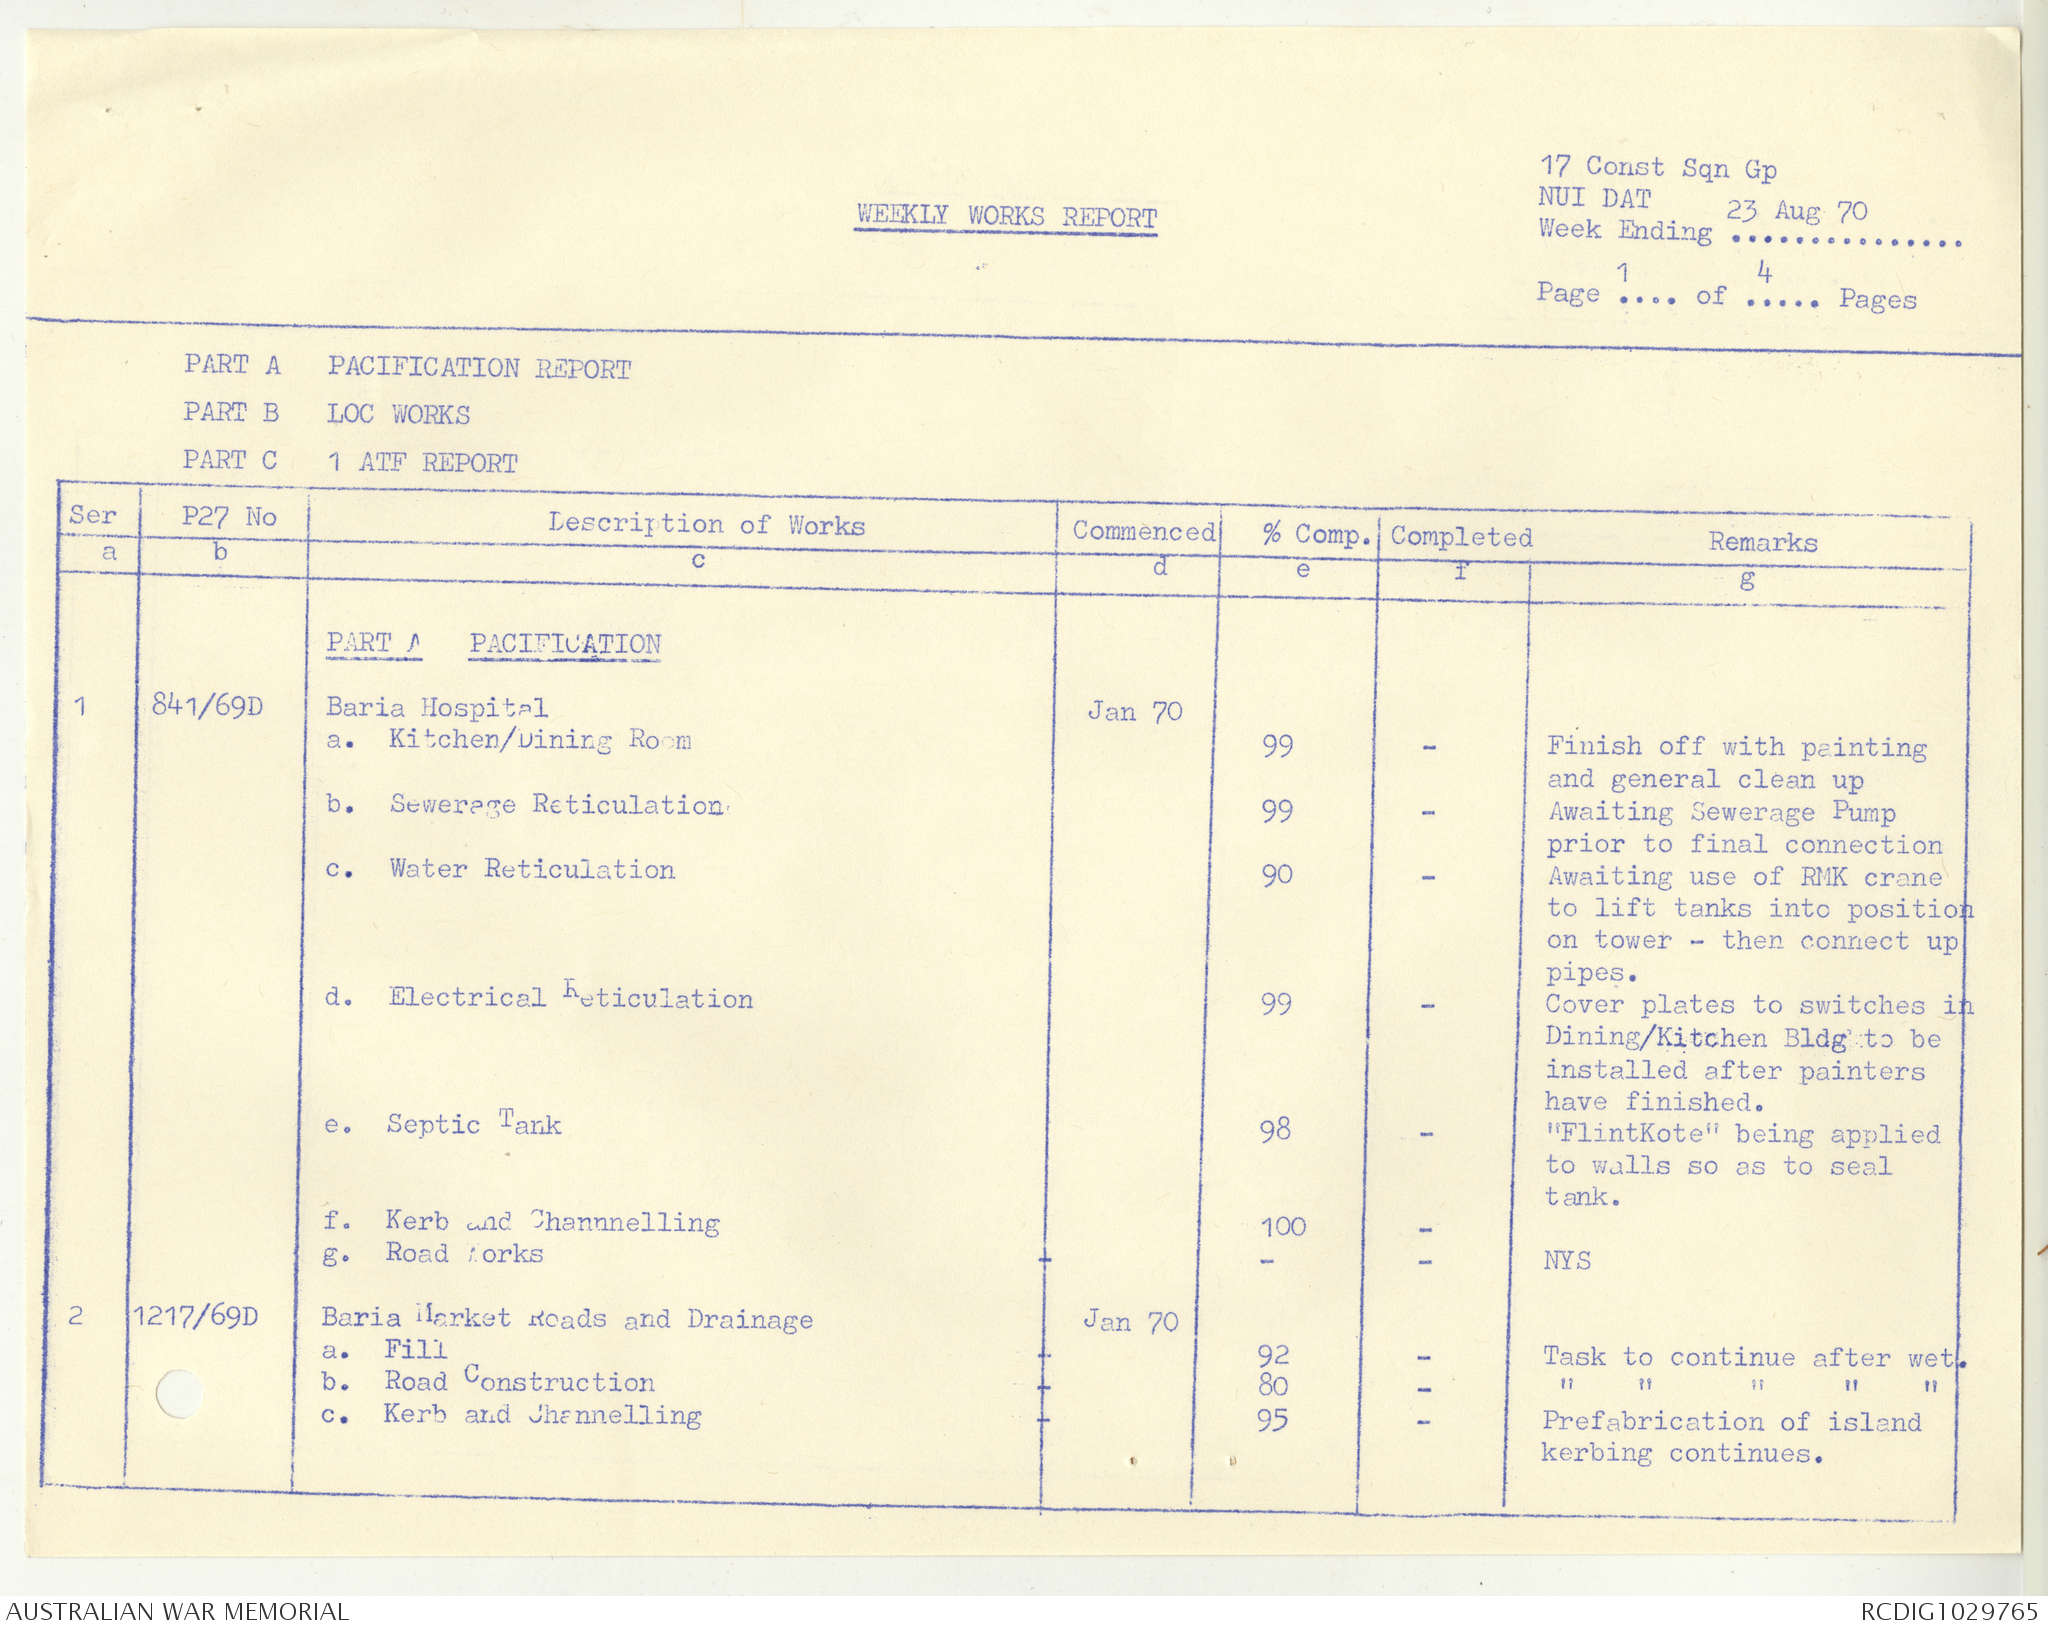 17 Const Sqn Gp
NUI DAT
WEEKLY WORKS REPORT
23 Aug 70
Week Ending ...............
1 4
Page .... of ..... Pages
PART A PACIFICATION REPORT
PART B LOC WORKS
PART C 1 ATF REPORT
Ser P27 No Description of Works Commenced % Comp. Completed Remarks
a b c d e f g
PART A PACIFICATION
1 841/69D Baria Hospital Jan 70
a. Kitchen/Dining Room 99 - Finish off with painting
and general clean up
b. Sewerage Reticulation 99 - Awaiting Sewerage Pump
prior to final connection
c. Water Reticulation 90 - Awaiting use of RMK crane
to lift tanks into position
on tower - then connect up
pipes.
d. Electrical Reticulation 99 - Cover plates to switches in
Dining/Kitchen Bldg to be
installed after painters
have finished.
e. Septic Tank 98 - "FlintKote" being applied
to walls so as to seal
tank.
f. Kerb and Channnelling 100 -
g. Road Works - - - NYS
2 1217/69D Baria Market Roads and Drainage Jan 70
a. Fill - 92 - Task to continue after wet.
b. Road Construction - 80 - " " " " "
c. Kerb and Channelling - 95 - Prefabrication of island
kerbing continues.
AUSTRALIAN WAR MEMORIAL RCDIG1029765